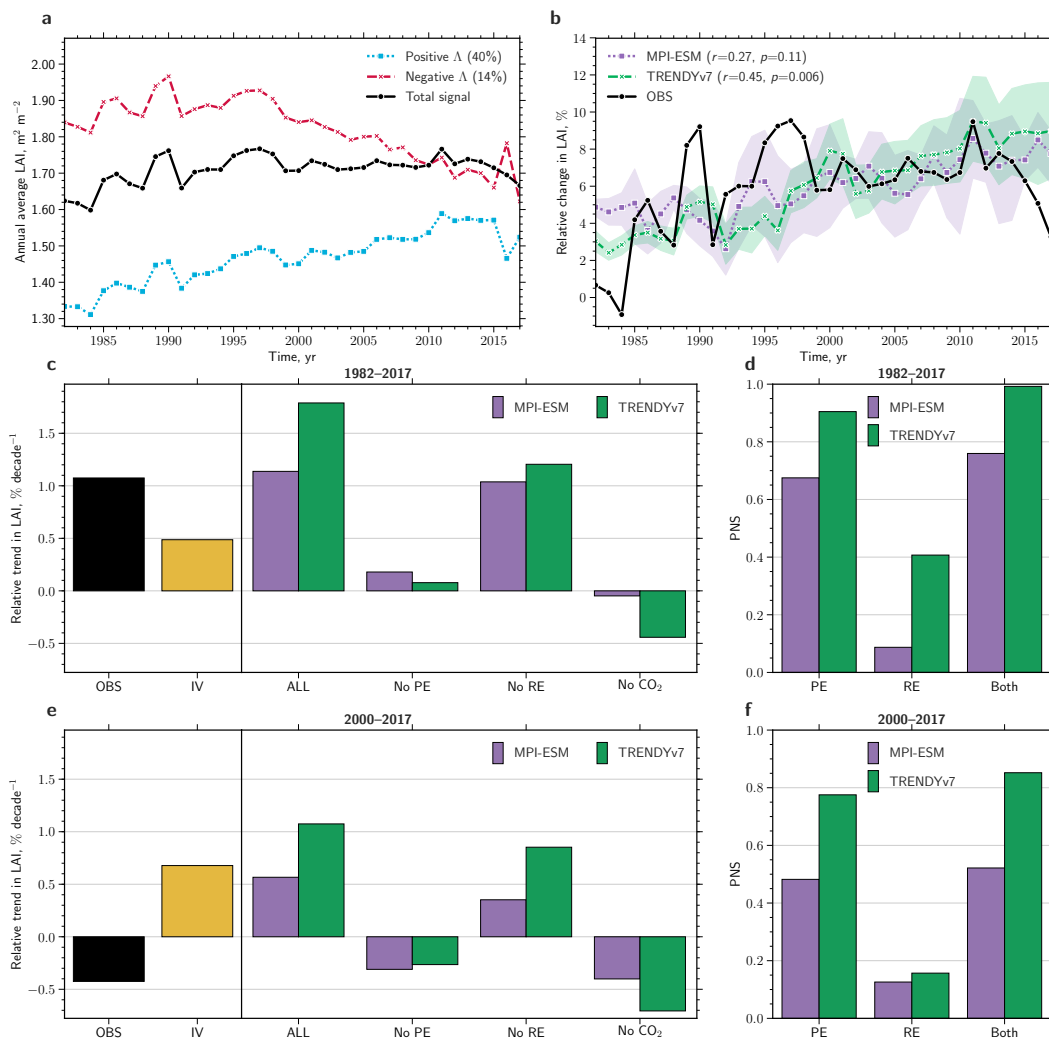 a
Annual average LAI, m² m⁻²
2.00
1.90
1.80
1.70
1.60
1.50
1.40
1.30
Positive Λ (40%)
Negative Λ (14%)
Total signal
1985 1990 1995 2000 2005 2010 2015
Time, yr
b
Relative change in LAI, %
14
12
10
8
6
4
2
0
MPI-ESM (r=0.27, p=0.11)
TRENDYv7 (r=0.45, p=0.006)
OBS
1985 1990 1995 2000 2005 2010 2015
Time, yr
c
1982–2017
Relative trend in LAI, % decade⁻¹
1.5
1.0
0.5
0.0
−0.5
MPI-ESM TRENDYv7
OBS IV ALL No PE No RE No CO₂
d
1982–2017
PNS
1.0
0.8
0.6
0.4
0.2
0.0
MPI-ESM
TRENDYv7
PE RE Both
e
2000–2017
Relative trend in LAI, % decade⁻¹
1.5
1.0
0.5
0.0
−0.5
MPI-ESM TRENDYv7
OBS IV ALL No PE No RE No CO₂
f
2000–2017
PNS
1.0
0.8
0.6
0.4
0.2
0.0
MPI-ESM
TRENDYv7
PE RE Both